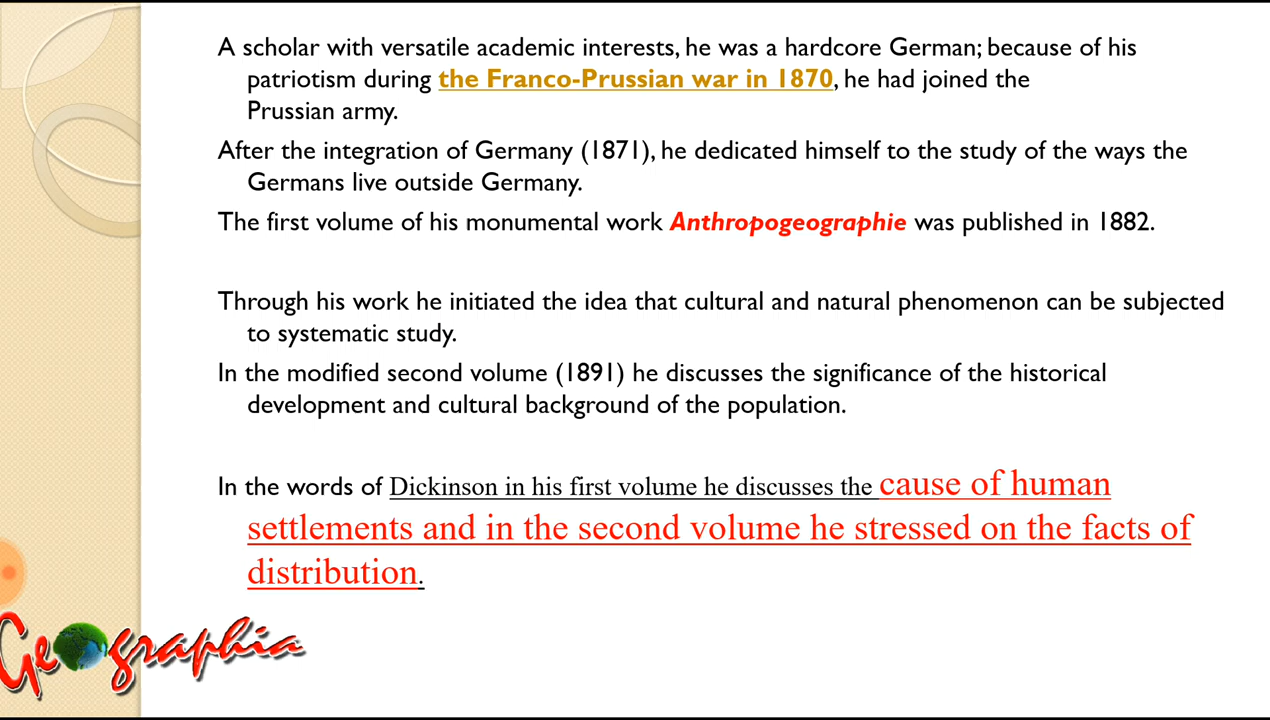 A scholar with versatile academic interests, he was a hardcore German; because of his
patriotism during the Franco-Prussian war in 1870, he had joined the
Prussian army.
After the integration of Germany (1871), he dedicated himself to the study of the ways the
Germans live outside Germany.
The first volume of his monumental work Anthropogeographie was published in 1882.
Through his work he initiated the idea that cultural and natural phenomenon can be subjected
to systematic study.
In the modified second volume (1891) he discusses the significance of the historical
development and cultural background of the population.
In the words of Dickinson in his first volume he discusses the cause of human
settlements and in the second volume he stressed on the facts of
distribution.
Geographia